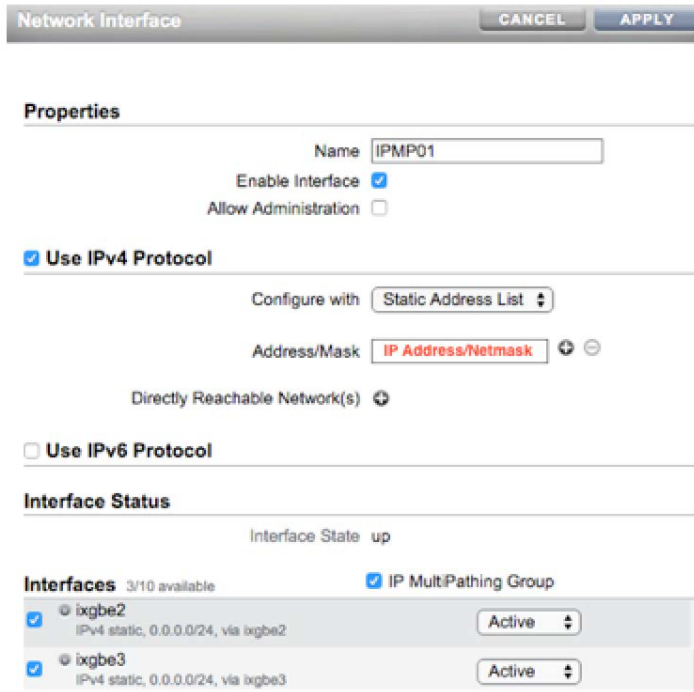 Network Interface CANCEL APPLY
Properties
Name IPMP01
Enable Interface
Allow Administration
Use IPv4 Protocol
Configure with Static Address List
Address/Mask IP Address/Netmask
Directly Reachable Network(s)
Use IPv6 Protocol
Interface Status
Interface State up
Interfaces 3/10 available IP MultiPathing Group
ixgbe2 Active
IPv4 static, 0.0.0.0/24, via ixgbe2
ixgbe3 Active
IPv4 static, 0.0.0.0/24, via ixgbe3